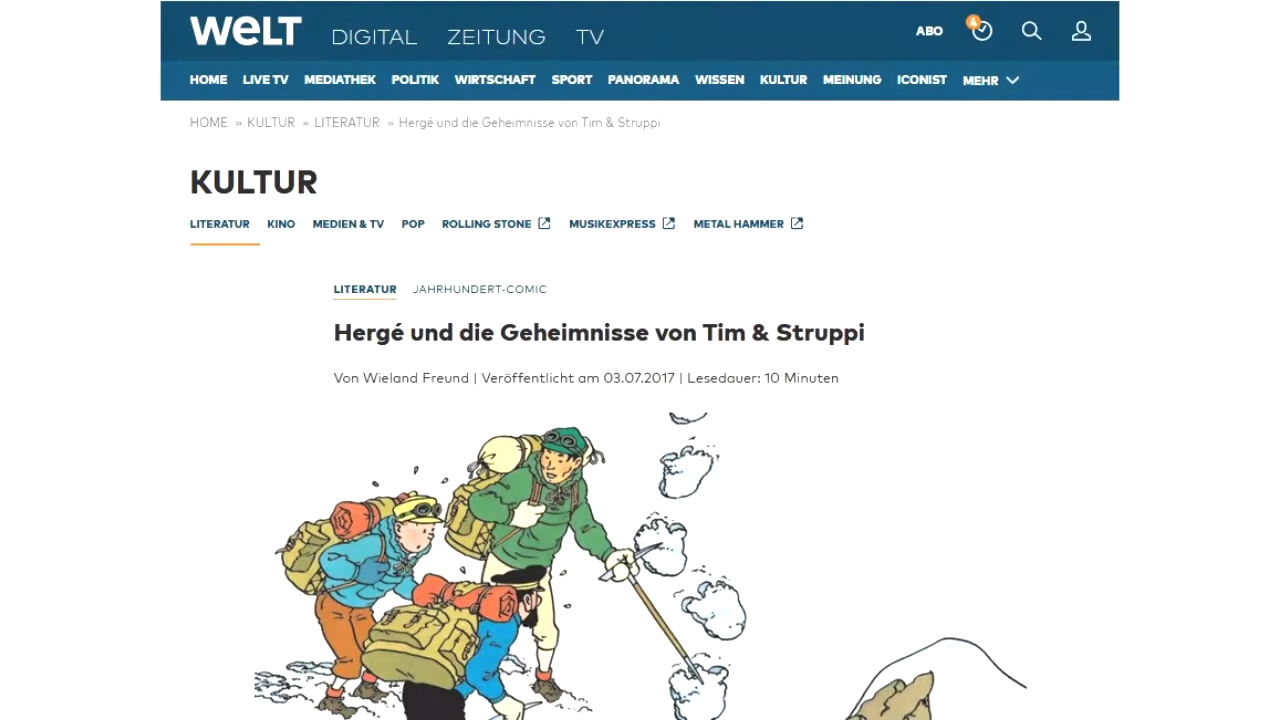 WELT DIGITAL ZEITUNG TV ABO 4
HOME LIVE TV MEDIATHEK POLITIK WIRTSCHAFT SPORT PANORAMA WISSEN KULTUR MEINUNG ICONIST MEHR
HOME » KULTUR » LITERATUR » Hergé und die Geheimnisse von Tim & Struppi
KULTUR
LITERATUR KINO MEDIEN & TV POP ROLLING STONE MUSIKEXPRESS METAL HAMMER
LITERATUR JAHRHUNDERT-COMIC
Hergé und die Geheimnisse von Tim & Struppi
Von Wieland Freund | Veröffentlicht am 03.07.2017 | Lesedauer: 10 Minuten